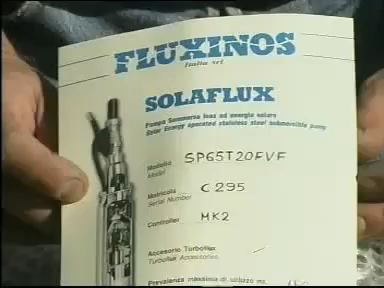 FLUXINOS
Italia srl
SOLAFLUX
Pompa Sommersa Inox ad energia solare
Solar Energy operated stainless steel submersible pump
Modello SP65T20FVF
Model
Matricola C295
Serial Number
Controller MK2
Accessorio Turboflux
Turboflux Accessories
Prevalenza massima di utilizzo mt.